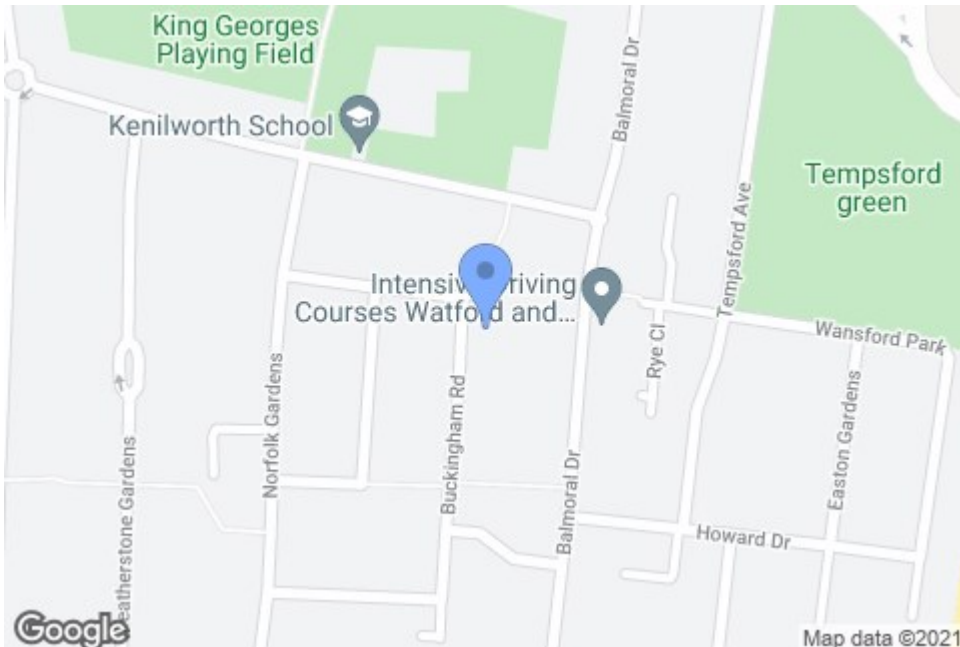 King Georges
Playing Field
Kenilworth School
Balmoral Dr
Tempsford
green
Tempsford Ave
Intensive Driving
Courses Watford and...
Wansford Park
Rye Cl
Norfolk Gardens
Buckingham Rd
eatherstone Gardens
Balmoral Dr
Easton Gardens
Howard Dr
Google
Map data ©2021